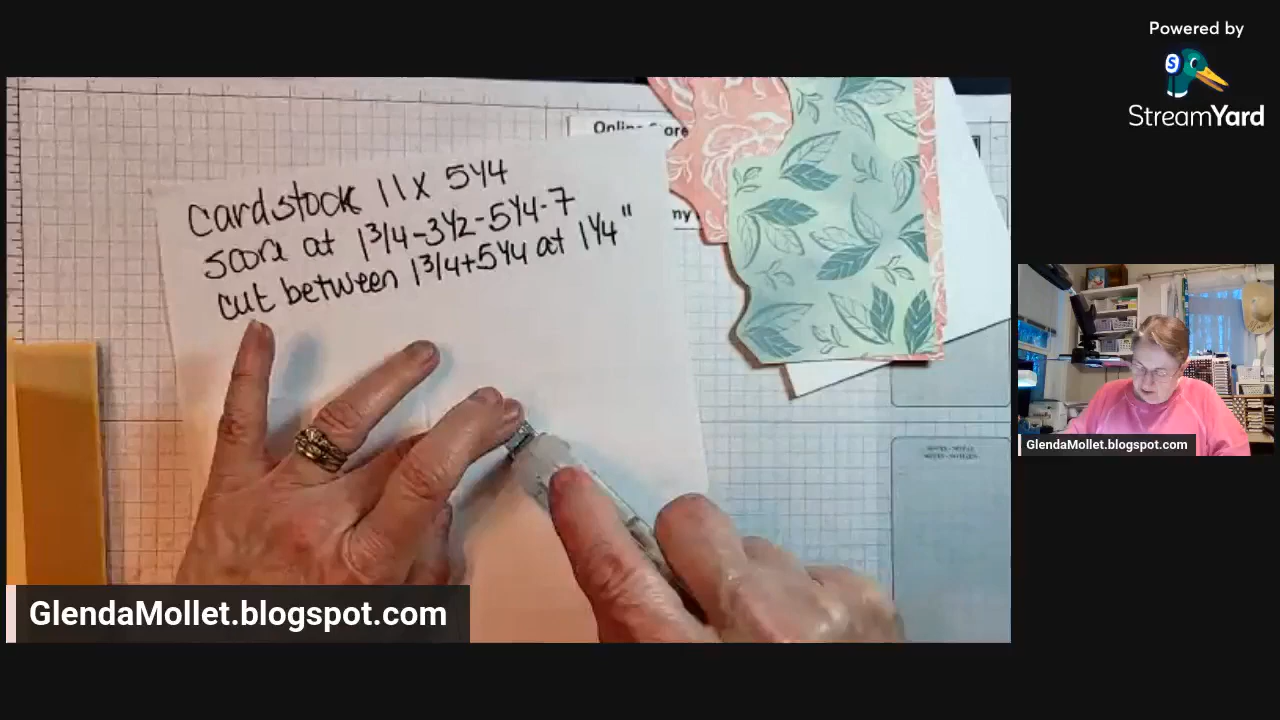 Powered by
StreamYard
Online Store
cardstock 11 x 5 1/4
score at 1 3/4 - 3 1/2 - 5 1/4 - 7
cut between 1 3/4 + 5 1/4 at 1 1/4"
GlendaMollet.blogspot.com
GlendaMollet.blogspot.com